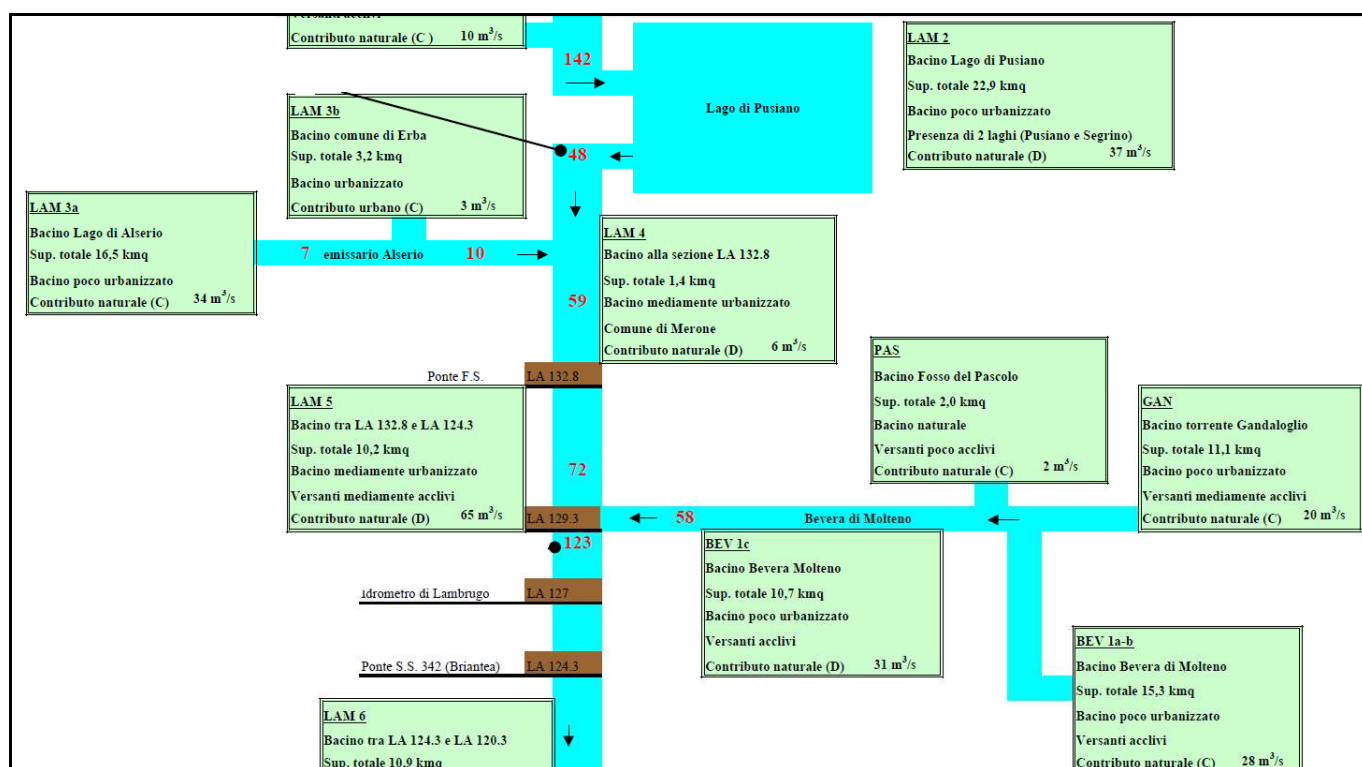 Versanti acclivi
Contributo naturale (C ) 10 m³/s
142
Lago di Pusiano
LAM 2
Bacino Lago di Pusiano
Sup. totale 22,9 kmq
Bacino poco urbanizzato
Presenza di 2 laghi (Pusiano e Segrino)
Contributo naturale (D) 37 m³/s
LAM 3b
Bacino comune di Erba
Sup. totale 3,2 kmq
Bacino urbanizzato
Contributo urbano (C) 3 m³/s
48
LAM 3a
Bacino Lago di Alserio
Sup. totale 16,5 kmq
Bacino poco urbanizzato
Contributo naturale (C) 34 m³/s
7 emissario Alserio 10
59
LAM 4
Bacino alla sezione LA 132.8
Sup. totale 1,4 kmq
Bacino mediamente urbanizzato
Comune di Merone
Contributo naturale (D) 6 m³/s
Ponte F.S. LA 132.8
LAM 5
Bacino tra LA 132.8 e LA 124.3
Sup. totale 10,2 kmq
Bacino mediamente urbanizzato
Versanti mediamente acclivi
Contributo naturale (D) 65 m³/s
72
LA 129.3
PAS
Bacino Fosso del Pascolo
Sup. totale 2,0 kmq
Bacino naturale
Versanti poco acclivi
Contributo naturale (C) 2 m³/s
GAN
Bacino torrente Gandaloglio
Sup. totale 11,1 kmq
Bacino poco urbanizzato
Versanti mediamente acclivi
Contributo naturale (C) 20 m³/s
58 Bevera di Molteno
123
BEV 1c
Bacino Bevera Molteno
Sup. totale 10,7 kmq
Bacino poco urbanizzato
Versanti acclivi
Contributo naturale (D) 31 m³/s
Idrometro di Lambrugo LA 127
Ponte S.S. 342 (Briantea) LA 124.3
BEV 1a-b
Bacino Bevera di Molteno
Sup. totale 15,3 kmq
Bacino poco urbanizzato
Versanti acclivi
Contributo naturale (C) 28 m³/s
LAM 6
Bacino tra LA 124.3 e LA 120.3
Sup. totale 10,9 kmq